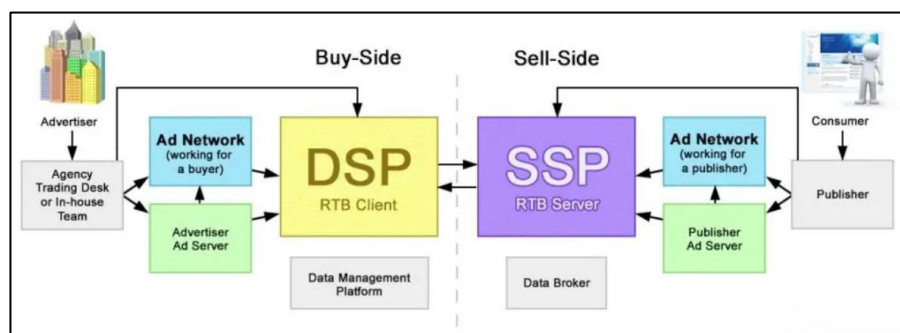 Buy-Side
Sell-Side
Advertiser
Consumer
Agency
Trading Desk
or In-house
Team
Ad Network
(working for
a buyer)
Advertiser
Ad Server
DSP
RTB Client
SSP
RTB Server
Ad Network
(working for
a publisher)
Publisher
Ad Server
Publisher
Data Management
Platform
Data Broker